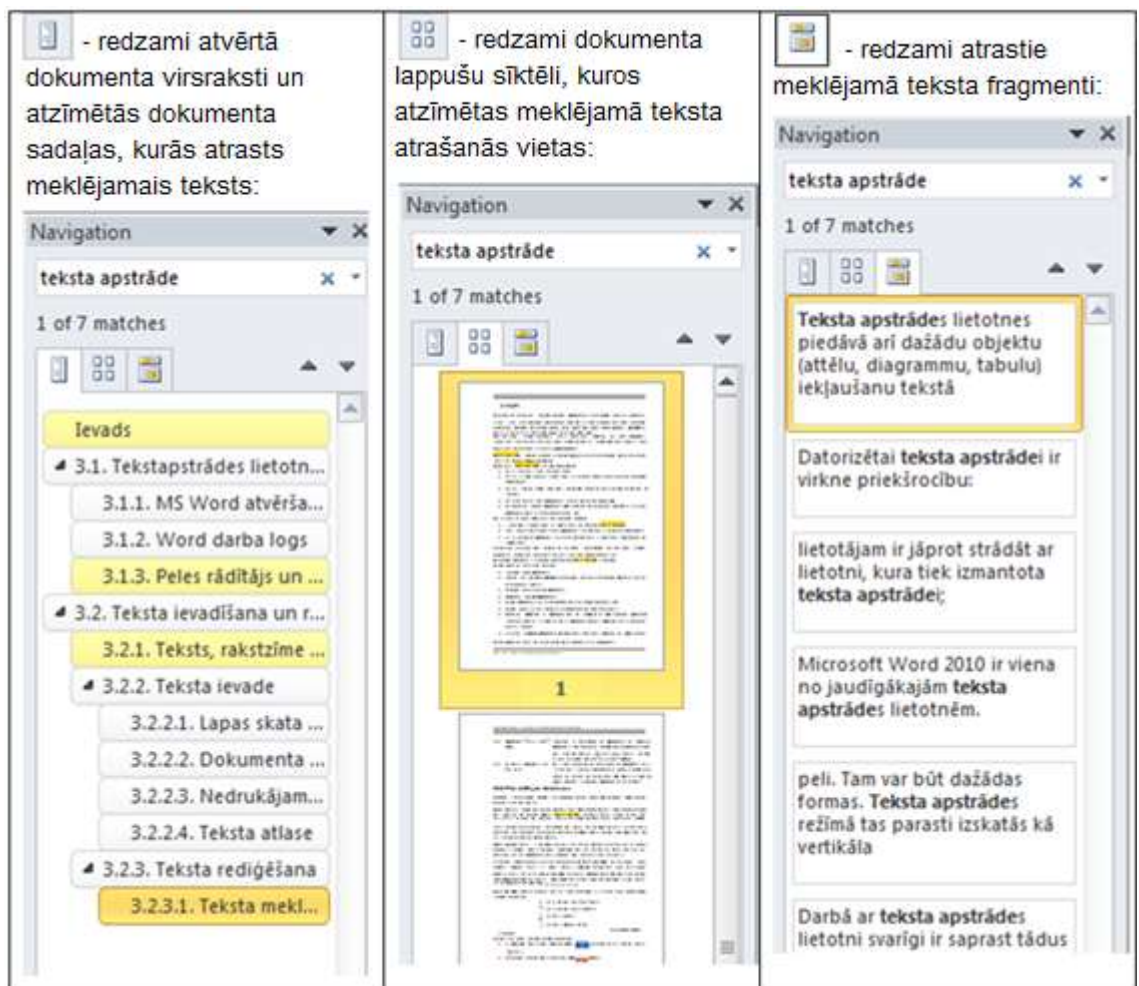 - redzami atvērtā
dokumenta virsraksti un
atzīmētās dokumenta
sadaļas, kurās atrasts
meklējamais teksts:
Navigation
teksta apstrāde
1 of 7 matches
Ievads
3.1. Tekstapstrādes lietotn...
3.1.1. MS Word atvērša...
3.1.2. Word darba logs
3.1.3. Peles rādītājs un ...
3.2. Teksta ievadīšana un r...
3.2.1. Teksts, rakstzīme ...
3.2.2. Teksta ievade
3.2.2.1. Lapas skata ...
3.2.2.2. Dokumenta ...
3.2.2.3. Nedrukājam...
3.2.2.4. Teksta atlase
3.2.3. Teksta rediģēšana
3.2.3.1. Teksta mekl...
- redzami dokumenta
lappušu sīktēli, kuros
atzīmētas meklējamā teksta
atrašanās vietas:
Navigation
teksta apstrāde
1 of 7 matches
1
- redzami atrastie
meklējamā teksta fragmenti:
Navigation
teksta apstrāde
1 of 7 matches
Teksta apstrādes lietotnes
piedāvā arī dažādu objektu
(attēlu, diagrammu, tabulu)
iekļaušanu tekstā
Datorizētai teksta apstrādei ir
virkne priekšrocību:
lietotājam ir jāprot strādāt ar
lietotni, kura tiek izmantota
teksta apstrādei;
Microsoft Word 2010 ir viena
no jaudīgākajām teksta
apstrādes lietotnēm.
peli. Tam var būt dažādas
formas. Teksta apstrādes
režīmā tas parasti izskatās kā
vertikāla
Darbā ar teksta apstrādes
lietotni svarīgi ir saprast tādus